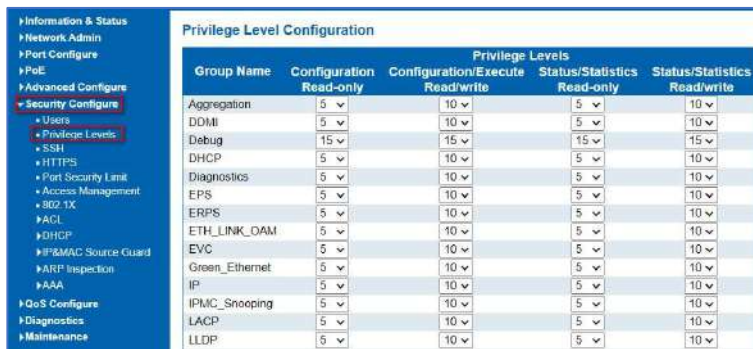 Information & Status
Network Admin
Port Configure
PoE
Advanced Configure
Security Configure
Users
Privilege Levels
SSH
HTTPS
Port Security Limit
Access Management
802.1X
ACL
DHCP
IP&MAC Source Guard
ARP Inspection
AAA
QoS Configure
Diagnostics
Maintenance
Privilege Level Configuration
Privilege Levels
Group Name Configuration Read-only Configuration/Execute Read/write Status/Statistics Read-only Status/Statistics Read/write
Aggregation 5 10 5 10
DDMI 5 10 5 10
Debug 15 15 15 15
DHCP 5 10 5 10
Diagnostics 5 10 5 10
EPS 5 10 5 10
ERPS 5 10 5 10
ETH_LINK_OAM 5 10 5 10
EVC 5 10 5 10
Green_Ethernet 5 10 5 10
IP 5 10 5 10
IPMC_Snooping 5 10 5 10
LACP 5 10 5 10
LLDP 5 10 5 10